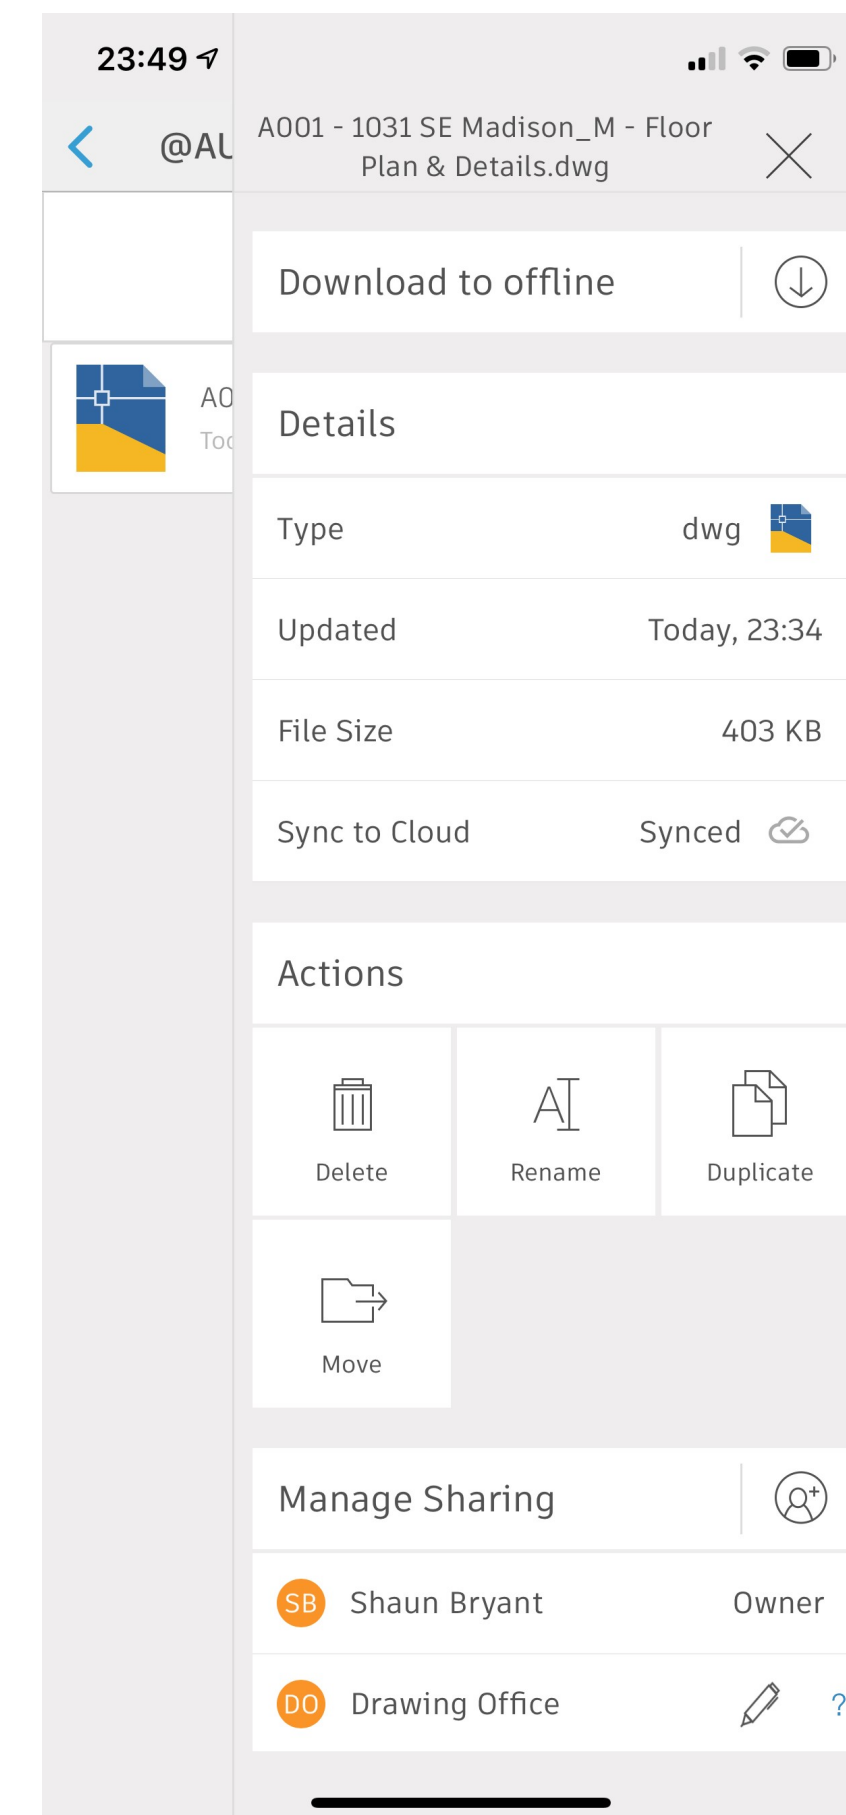 23:49
@AU
A001 - 1031 SE Madison_M - Floor
Plan & Details.dwg
Download to offline
A0
Details
Type
dwg
Updated
Today, 23:34
File Size
403 KB
Sync to Cloud
Synced
Actions
Delete
Rename
Duplicate
Move
Manage Sharing
SB
Shaun Bryant
Owner
DO
Drawing Office
?